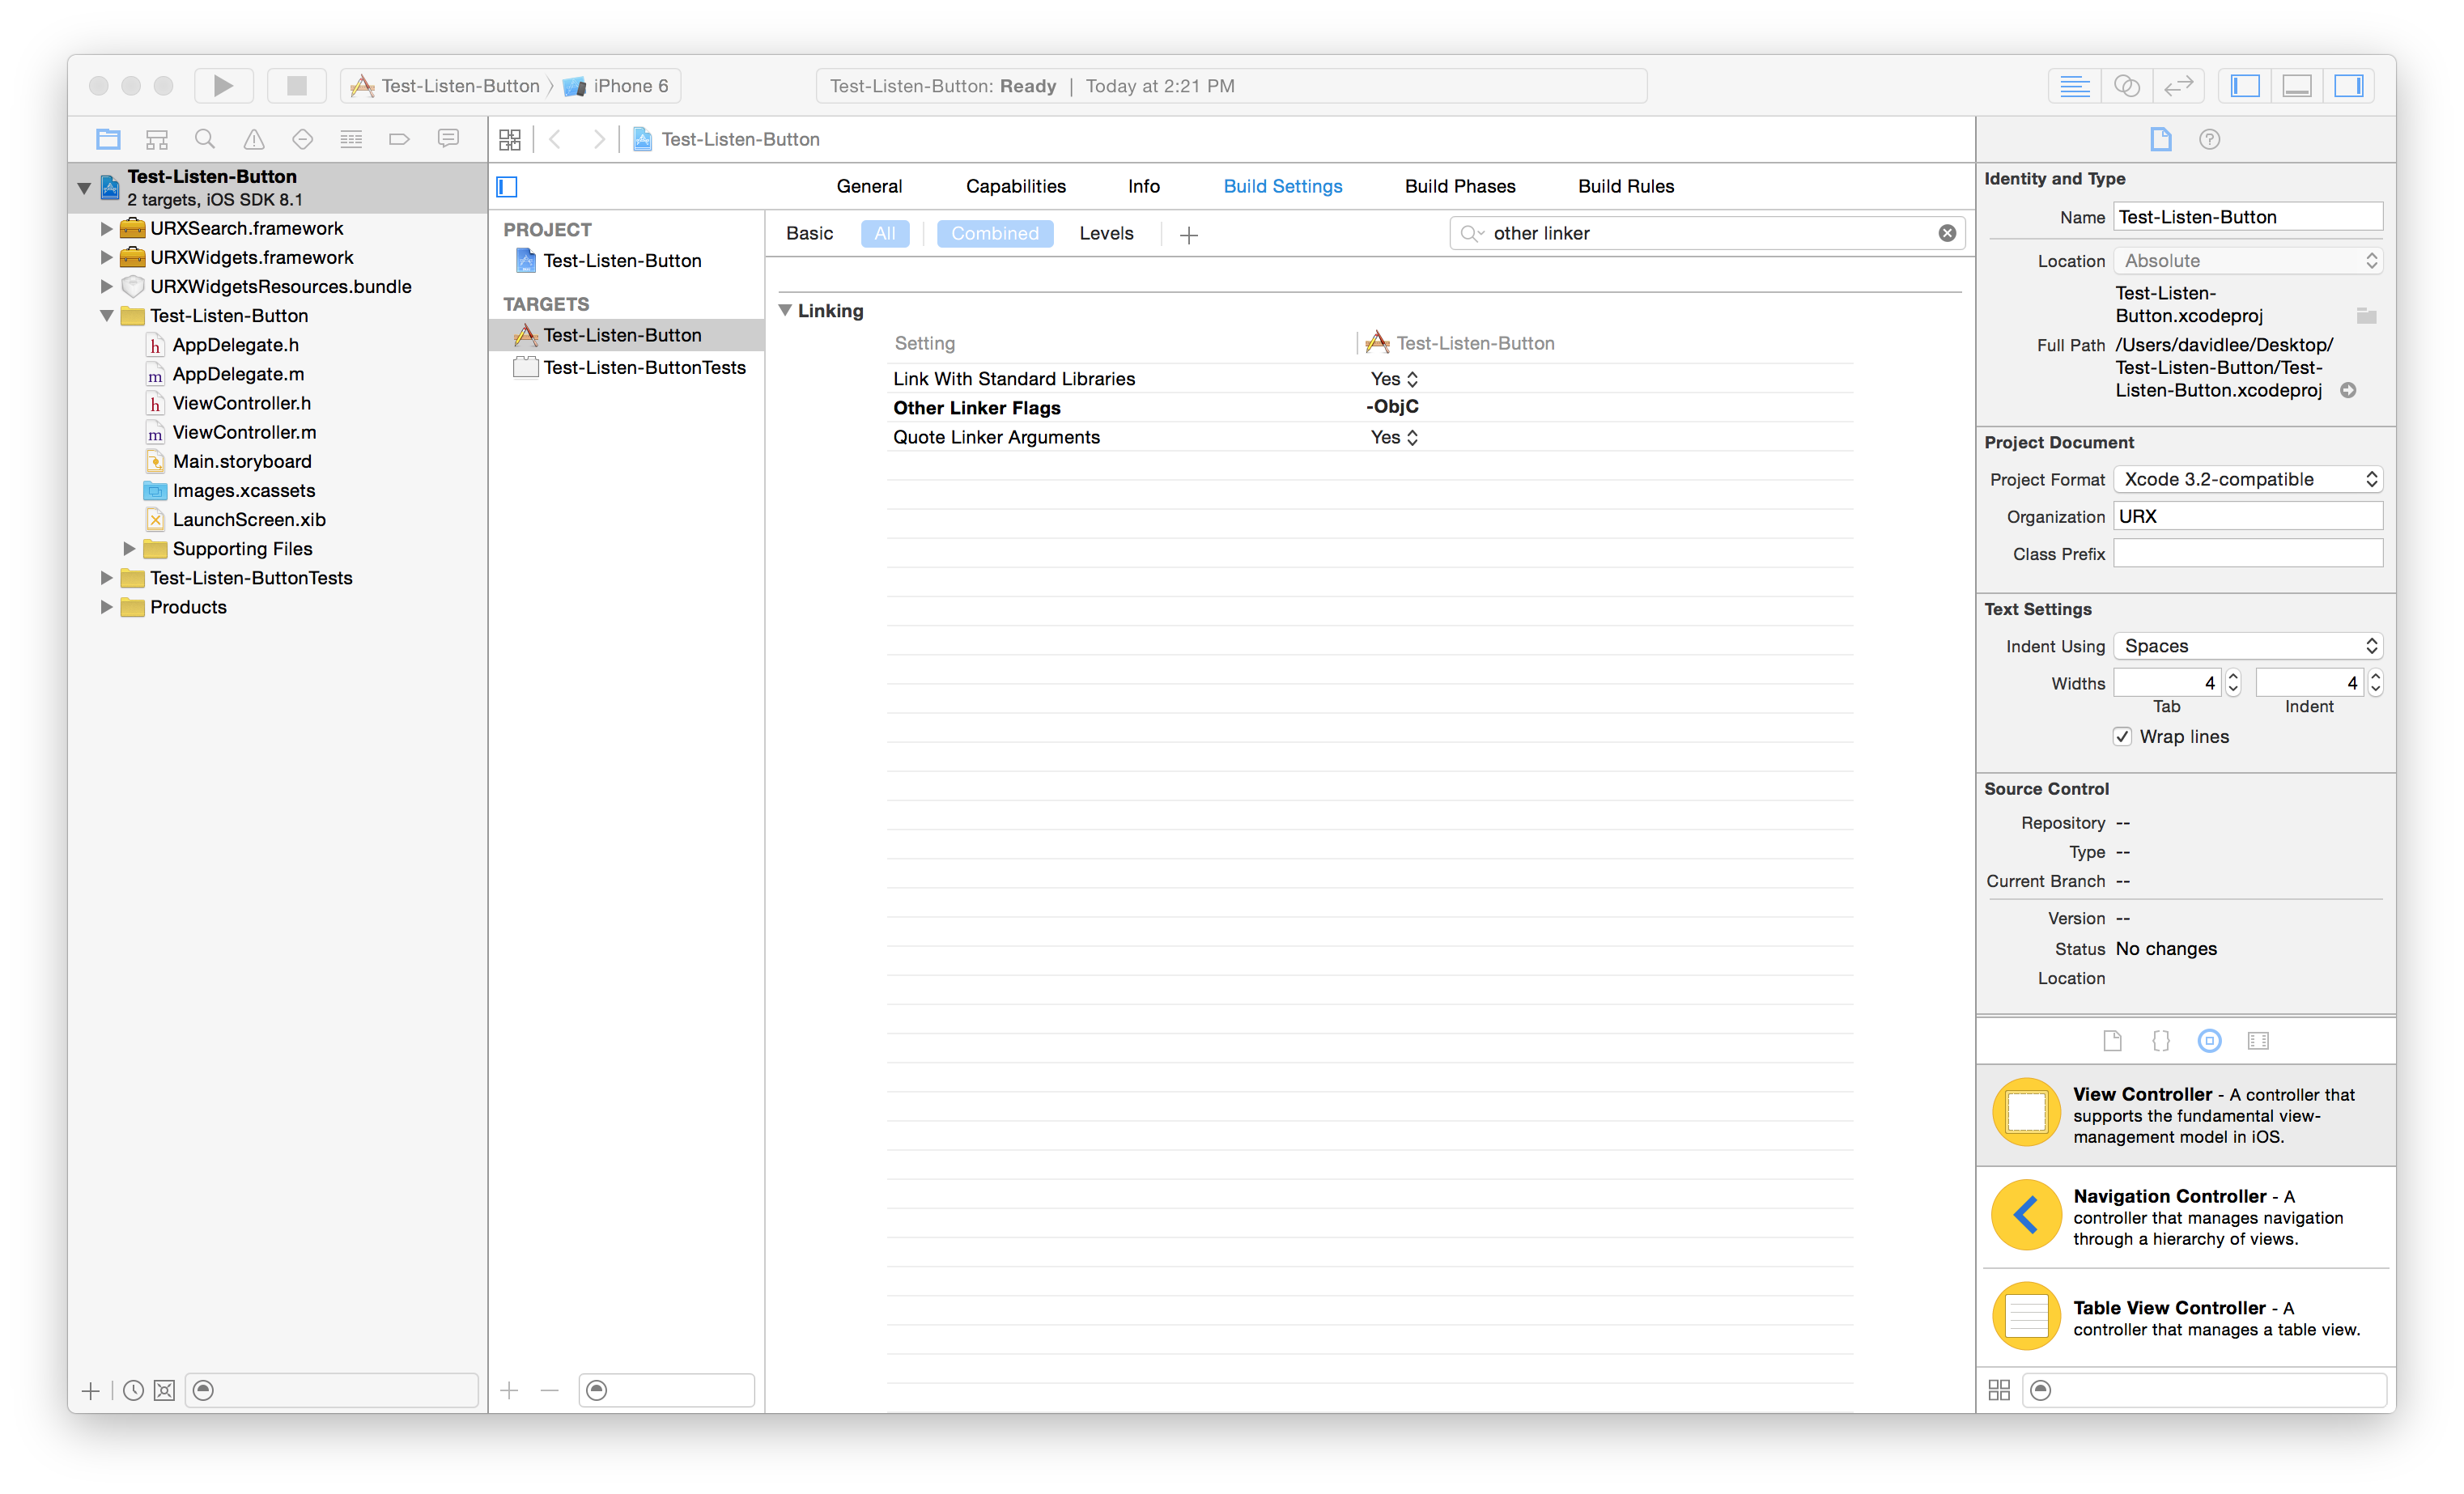 Test-Listen-Button 〉 iPhone 6
Test-Listen-Button: Ready | Today at 2:21 PM
Test-Listen-Button
2 targets, iOS SDK 8.1
URXSearch.framework
URXWidgets.framework
URXWidgetsResources.bundle
Test-Listen-Button
h AppDelegate.h
m AppDelegate.m
h ViewController.h
m ViewController.m
Main.storyboard
Images.xcassets
LaunchScreen.xib
Supporting Files
Test-Listen-ButtonTests
Products
Test-Listen-Button
General Capabilities Info Build Settings Build Phases Build Rules
PROJECT
Test-Listen-Button
TARGETS
Test-Listen-Button
Test-Listen-ButtonTests
Basic All Combined Levels +
other linker
Linking
Setting Test-Listen-Button
Link With Standard Libraries Yes
Other Linker Flags -ObjC
Quote Linker Arguments Yes
Identity and Type
Name Test-Listen-Button
Location Absolute
Test-Listen-
Button.xcodeproj
Full Path /Users/davidlee/Desktop/
Test-Listen-Button/Test-
Listen-Button.xcodeproj
Project Document
Project Format Xcode 3.2-compatible
Organization URX
Class Prefix
Text Settings
Indent Using Spaces
Widths 4 4
Tab Indent
Wrap lines
Source Control
Repository --
Type --
Current Branch --
Version --
Status No changes
Location
View Controller - A controller that
supports the fundamental view-
management model in iOS.
Navigation Controller - A
controller that manages navigation
through a hierarchy of views.
Table View Controller - A
controller that manages a table view.